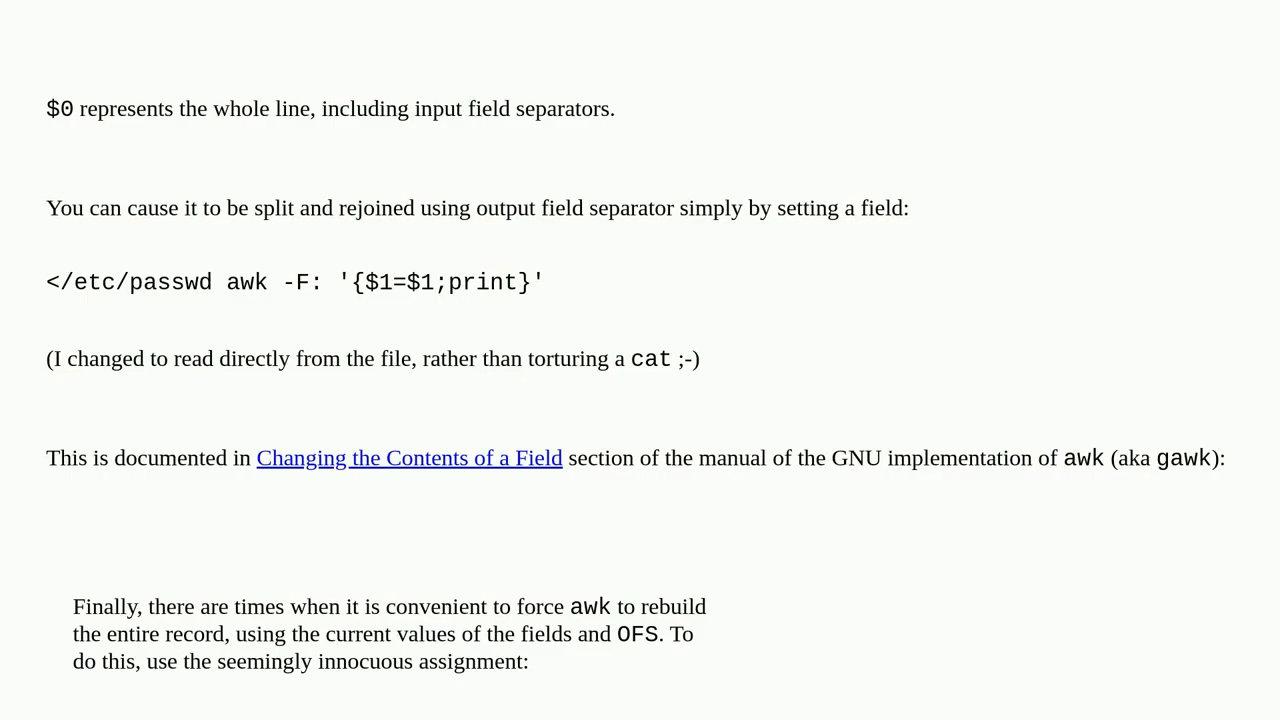 $0 represents the whole line, including input field separators.
You can cause it to be split and rejoined using output field separator simply by setting a field:
</etc/passwd awk -F: '{$1=$1;print}'
(I changed to read directly from the file, rather than torturing a cat ;-)
This is documented in Changing the Contents of a Field section of the manual of the GNU implementation of awk (aka gawk):
Finally, there are times when it is convenient to force awk to rebuild
the entire record, using the current values of the fields and OFS. To
do this, use the seemingly innocuous assignment: